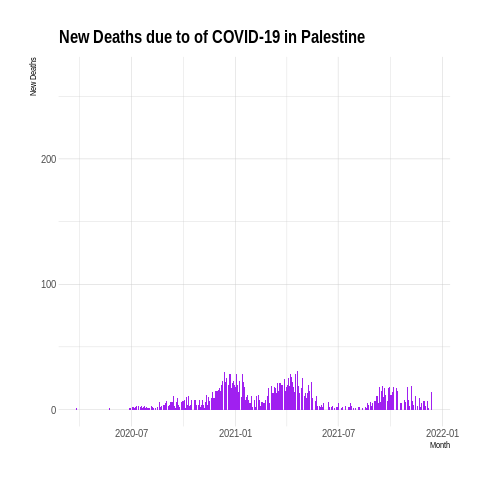 New Deaths due to of COVID-19 in Palestine
New Deaths
200
100
0
2020-07 2021-01 2021-07 2022-01
Month